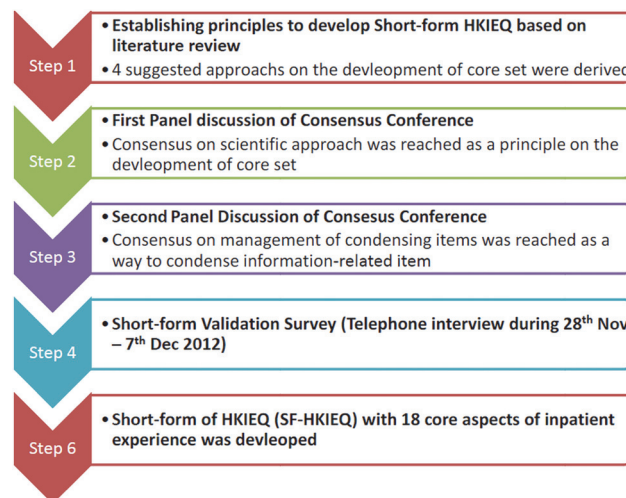 • Establishing principles to develop Short-form HKIEQ based on
literature review
Step 1
• 4 suggested approachs on the devleopment of core set were derived
• First Panel discussion of Consensus Conference
Step 2
• Consensus on scientific approach was reached as a principle on the
devleopment of core set
• Second Panel Discussion of Consesus Conference
Step 3
• Consensus on management of condensing items was reached as a
way to condense information-related item
• Short-form Validation Survey (Telephone interview during 28th Nov
– 7th Dec 2012)
Step 4
• Short-form of HKIEQ (SF-HKIEQ) with 18 core aspects of inpatient
experience was devleoped
Step 6